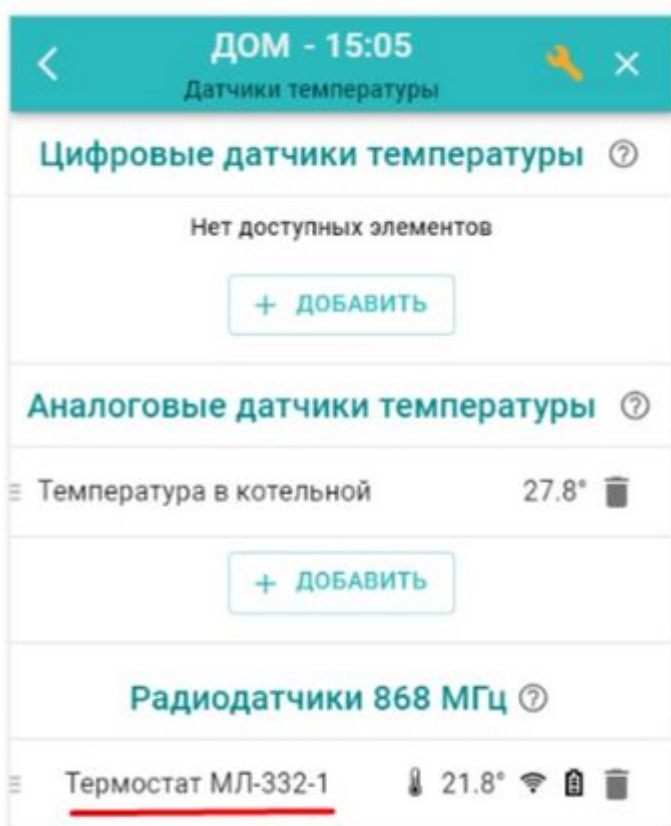 ДОМ - 15:05
Датчики температуры
Цифровые датчики температуры ?
Нет доступных элементов
+ ДОБАВИТЬ
Аналоговые датчики температуры ?
Температура в котельной 27.8°
+ ДОБАВИТЬ
Радиодатчики 868 МГц ?
Термостат МЛ-332-1 21.8°